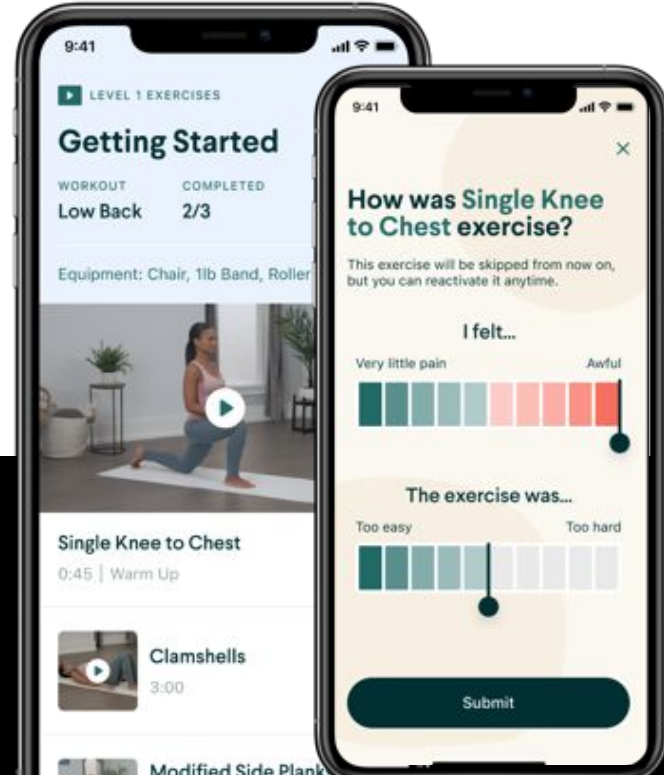 9:41
LEVEL 1 EXERCISES
Getting Started
WORKOUT COMPLETED
Low Back 2/3
Equipment: Chair, 1lb Band, Roller
Single Knee to Chest
0:45 | Warm Up
Clamshells
3:00
Modified Side Plank
9:41
How was Single Knee
to Chest exercise?
This exercise will be skipped from now on,
but you can reactivate it anytime.
I felt...
Very little pain Awful
The exercise was...
Too easy Too hard
Submit